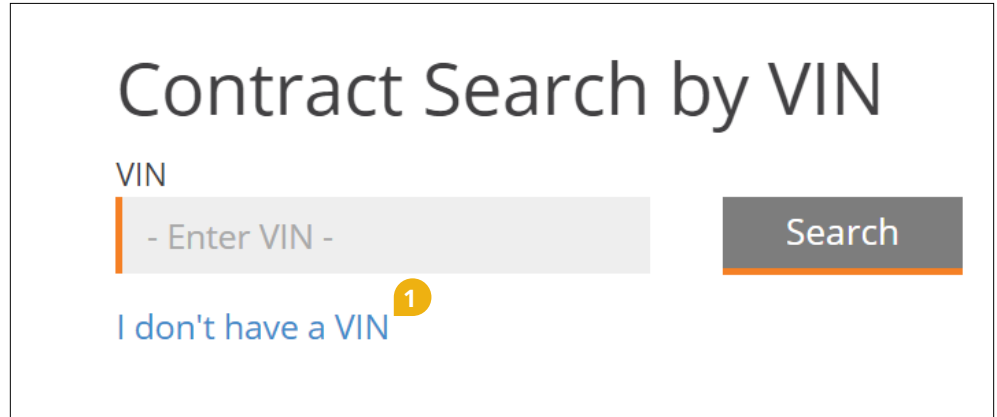 Contract Search by VIN
VIN
- Enter VIN -
Search
1
I don't have a VIN